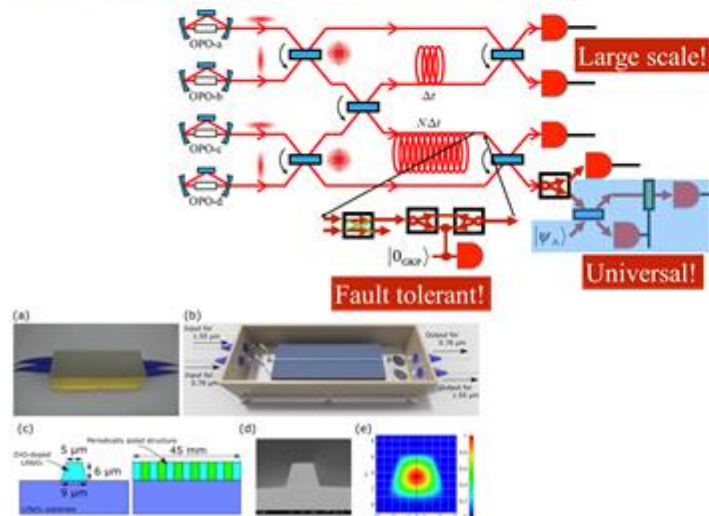 OPO-a
OPO-b
OPO-c
OPO-d
Δt
NΔt
Large scale!
|0GKP⟩
|ψA⟩
Fault tolerant!
Universal!
(a)
(b)
Input for
1.55 μm
Input for
0.78 μm
Output for
0.78 μm
Output for
1.55 μm
(c)
5 μm
ZnO-doped
LiNbO₃
6 μm
9 μm
LiTaO₃ substrate
Periodically poled structure
45 mm
(d)
(e)